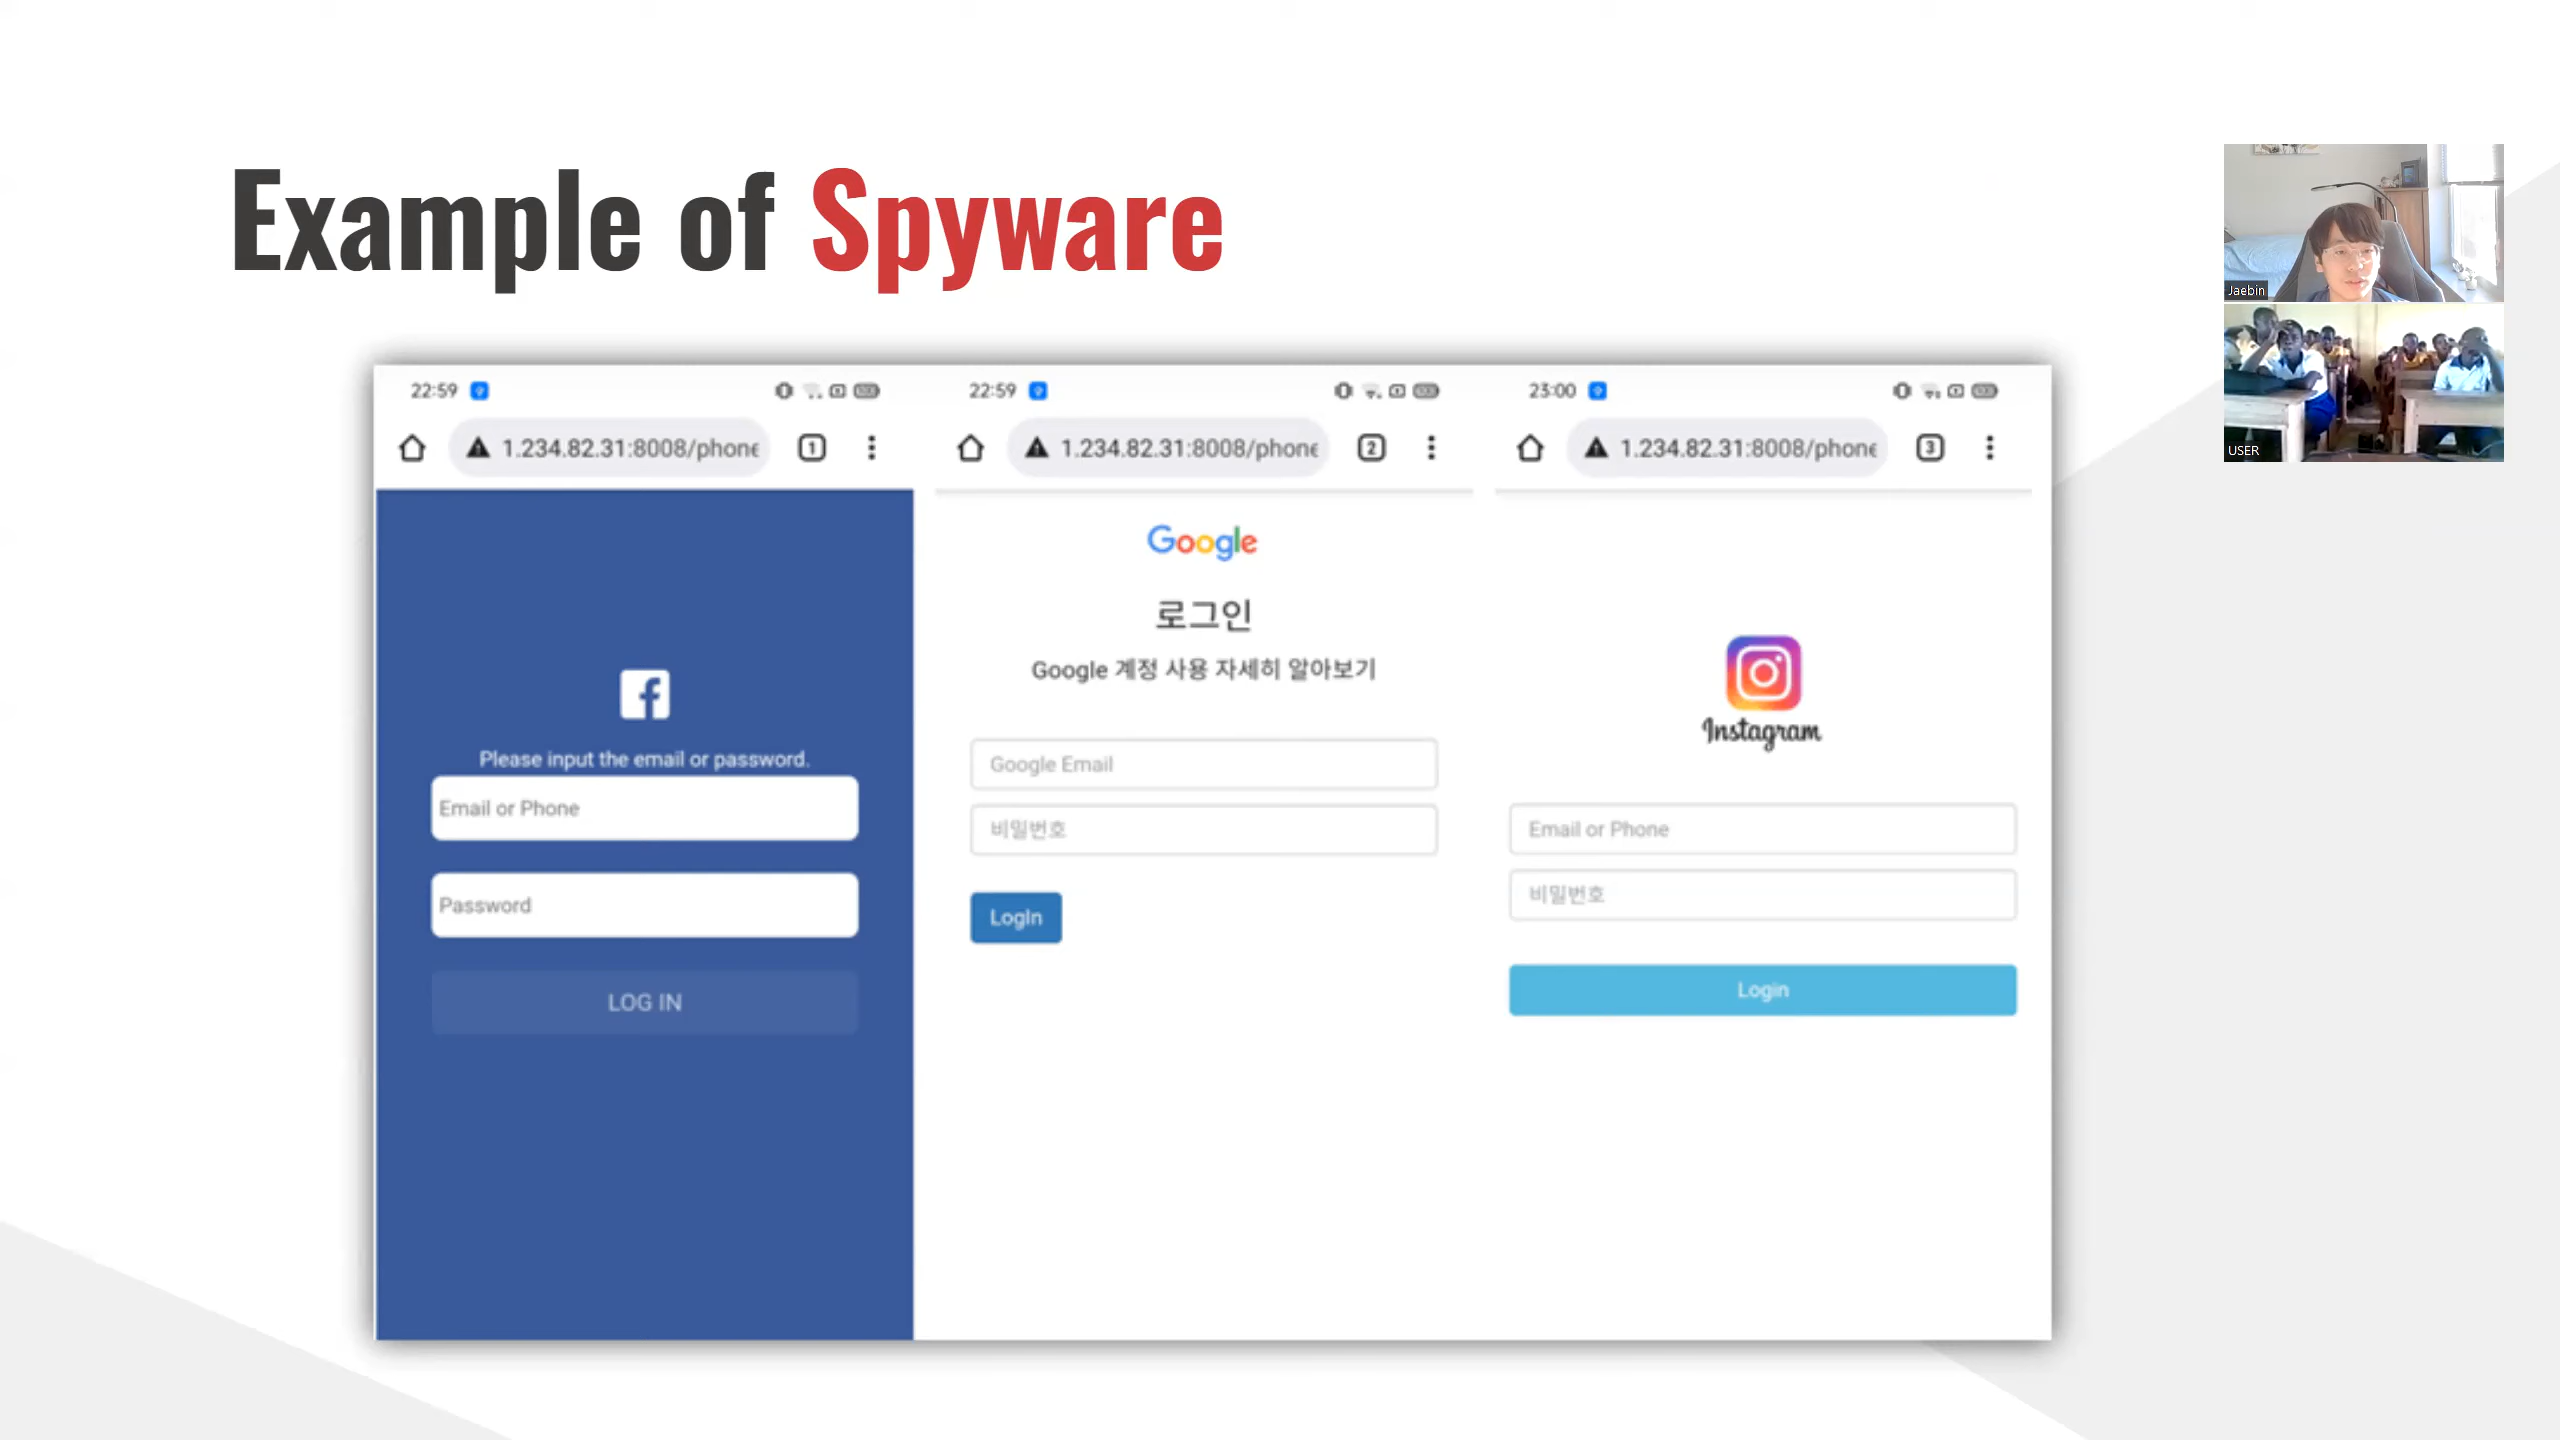 Example of Spyware
Jaebin
USER
22:59
1.234.82.31:8008/phone
1
Please input the email or password.
Email or Phone
Password
LOG IN
22:59
1.234.82.31:8008/phone
2
Google
로그인
Google 계정 사용 자세히 알아보기
Google Email
비밀번호
LogIn
23:00
1.234.82.31:8008/phone
3
Instagram
Email or Phone
비밀번호
Login